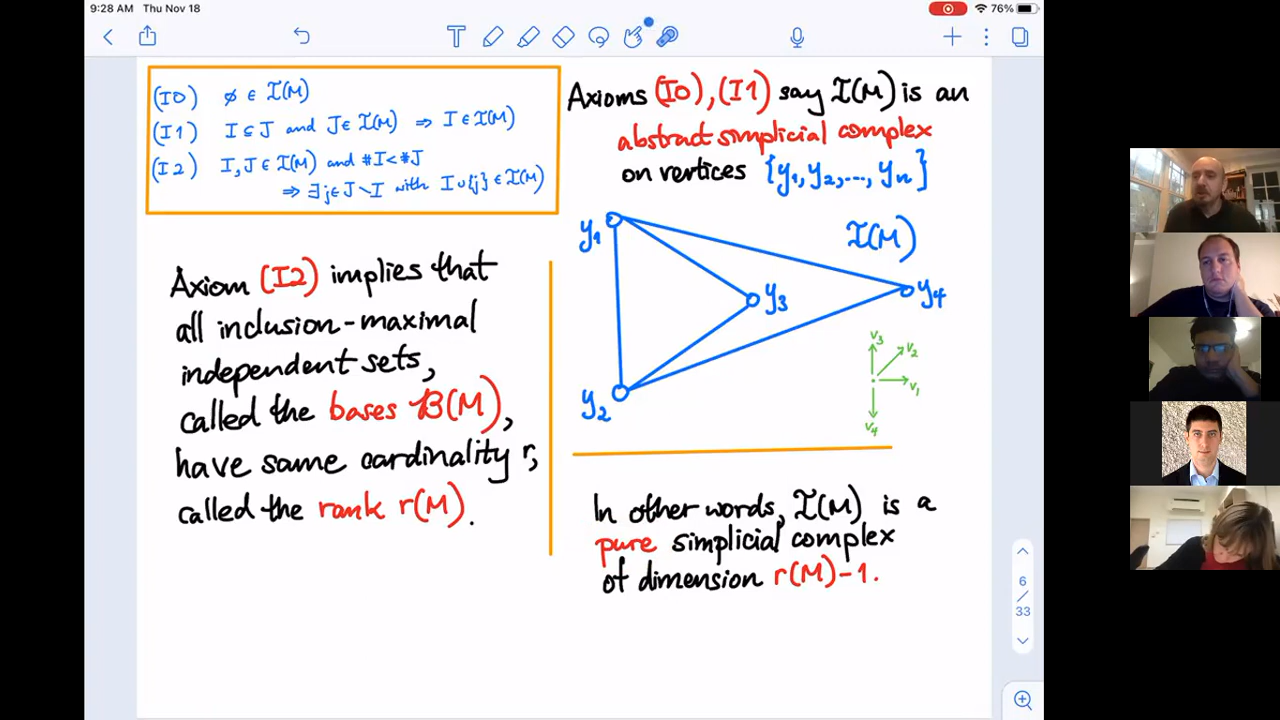 9:28 AM Thu Nov 18
76%
(I0) ∅ ∈ I(M)
(I1) I ⊆ J and J ∈ I(M) ⇒ I ∈ I(M)
(I2) I, J ∈ I(M) and #I < #J
⇒ ∃ j ∈ J \ I with I ∪ {j} ∈ I(M)
Axiom (I2) implies that
all inclusion-maximal
independent sets,
called the bases B(M),
have same cardinality r,
called the rank r(M).
Axioms (I0), (I1) say I(M) is an
abstract simplicial complex
on vertices {y1, y2, ..., yn}
y1
I(M)
y3
y4
y2
v3
v2
v1
v4
In other words, I(M) is a
pure simplicial complex
of dimension r(M)-1.
6
/
33